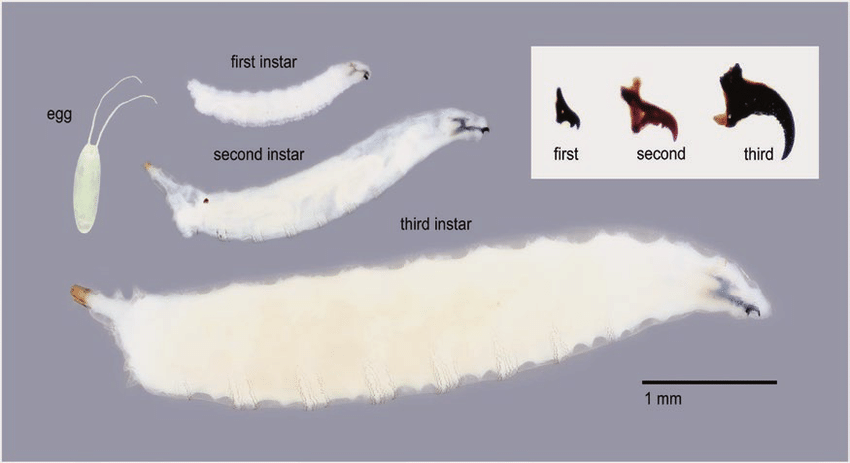 first instar
egg
second instar
third instar
first
second
third
1 mm